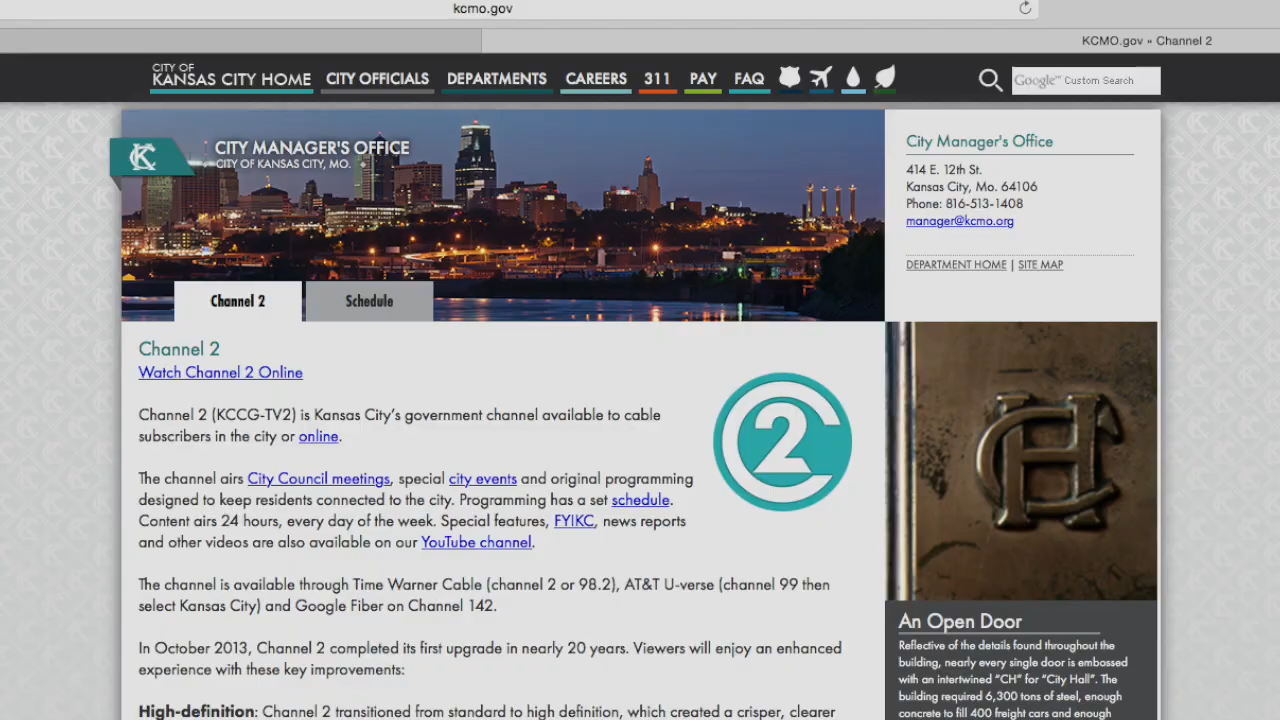 kcmo.gov
KCMO.gov » Channel 2
CITY OF
KANSAS CITY HOME
CITY OFFICIALS
DEPARTMENTS
CAREERS
311
PAY
FAQ
Google™ Custom Search
KC
CITY MANAGER'S OFFICE
CITY OF KANSAS CITY, MO.
City Manager's Office
414 E. 12th St.
Kansas City, Mo. 64106
Phone: 816-513-1408
manager@kcmo.org
DEPARTMENT HOME | SITE MAP
Channel 2
Schedule
Channel 2
Watch Channel 2 Online
Channel 2 (KCCG-TV2) is Kansas City's government channel available to cable
subscribers in the city or online.
The channel airs City Council meetings, special city events and original programming
designed to keep residents connected to the city. Programming has a set schedule.
Content airs 24 hours, every day of the week. Special features, FYIKC, news reports
and other videos are also available on our YouTube channel.
The channel is available through Time Warner Cable (channel 2 or 98.2), AT&T U-verse (channel 99 then
select Kansas City) and Google Fiber on Channel 142.
In October 2013, Channel 2 completed its first upgrade in nearly 20 years. Viewers will enjoy an enhanced
experience with these key improvements:
High-definition: Channel 2 transitioned from standard to high definition, which created a crisper, clearer
2
CH
An Open Door
Reflective of the details found throughout the
building, nearly every single door is embossed
with an intertwined "CH" for "City Hall". The
building required 6,300 tons of steel, enough
concrete to fill 400 freight cars and enough